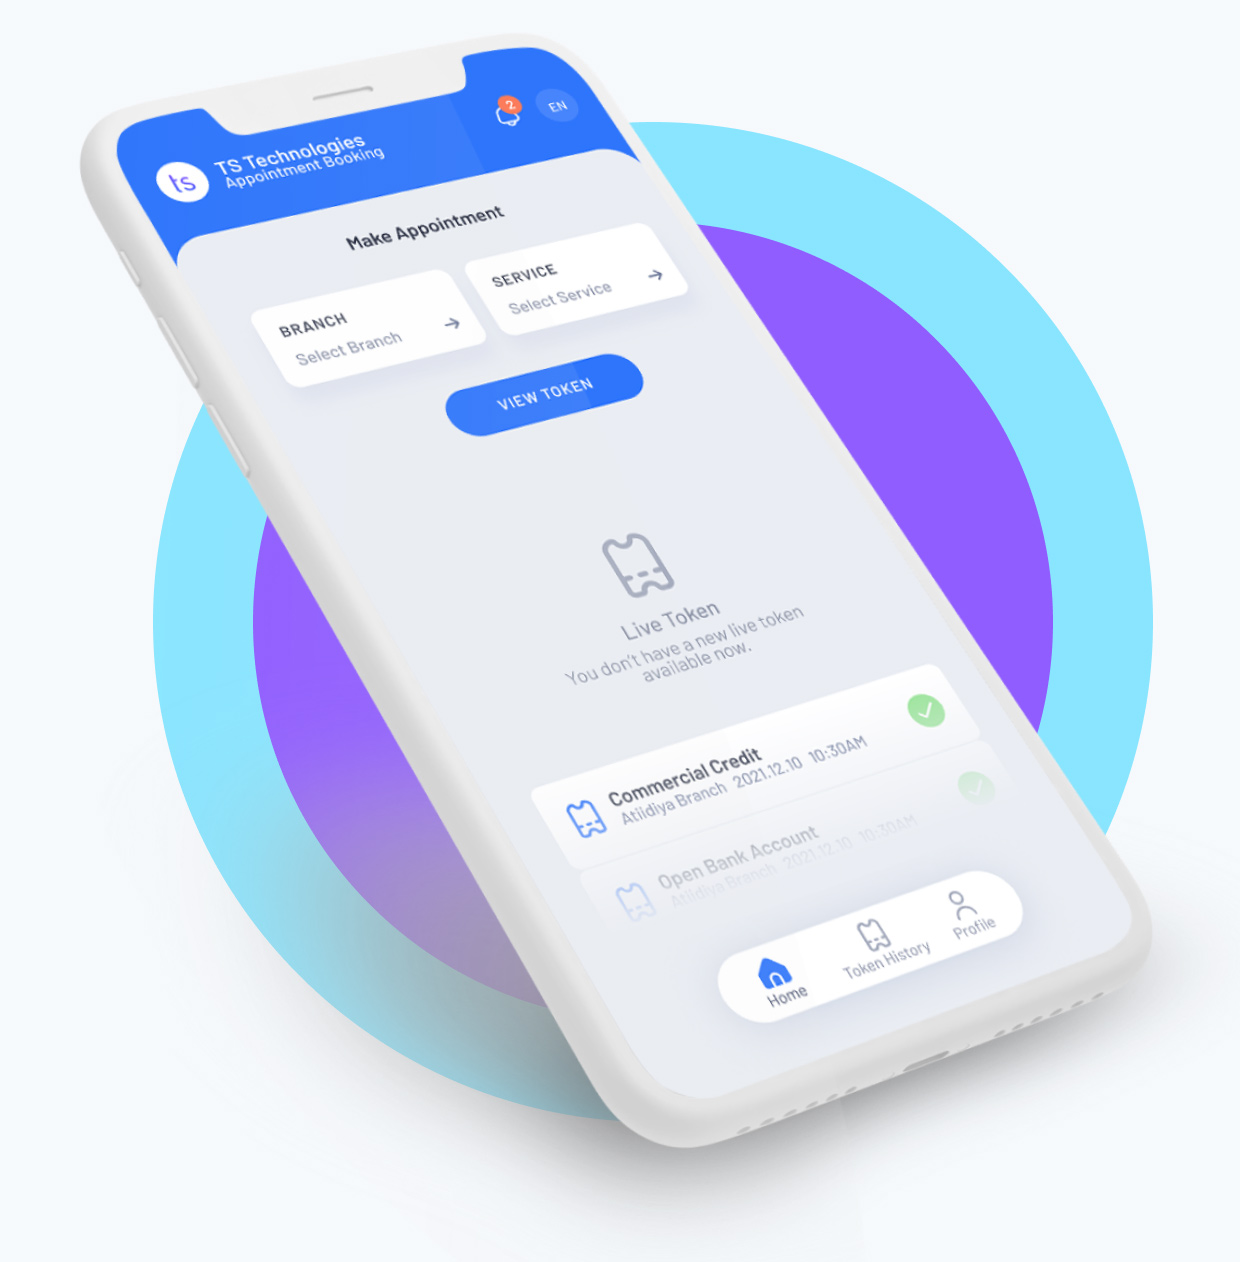 ts
TS Technologies
Appointment Booking
2
EN
Make Appointment
BRANCH
Select Branch
SERVICE
Select Service
VIEW TOKEN
Live Token
You don't have a new live token
available now.
Commercial Credit
Atiidiya Branch 2021.12.10 10:30AM
Open Bank Account
Atiidiya Branch 2021.12.10 10:30AM
Home
Token History
Profile